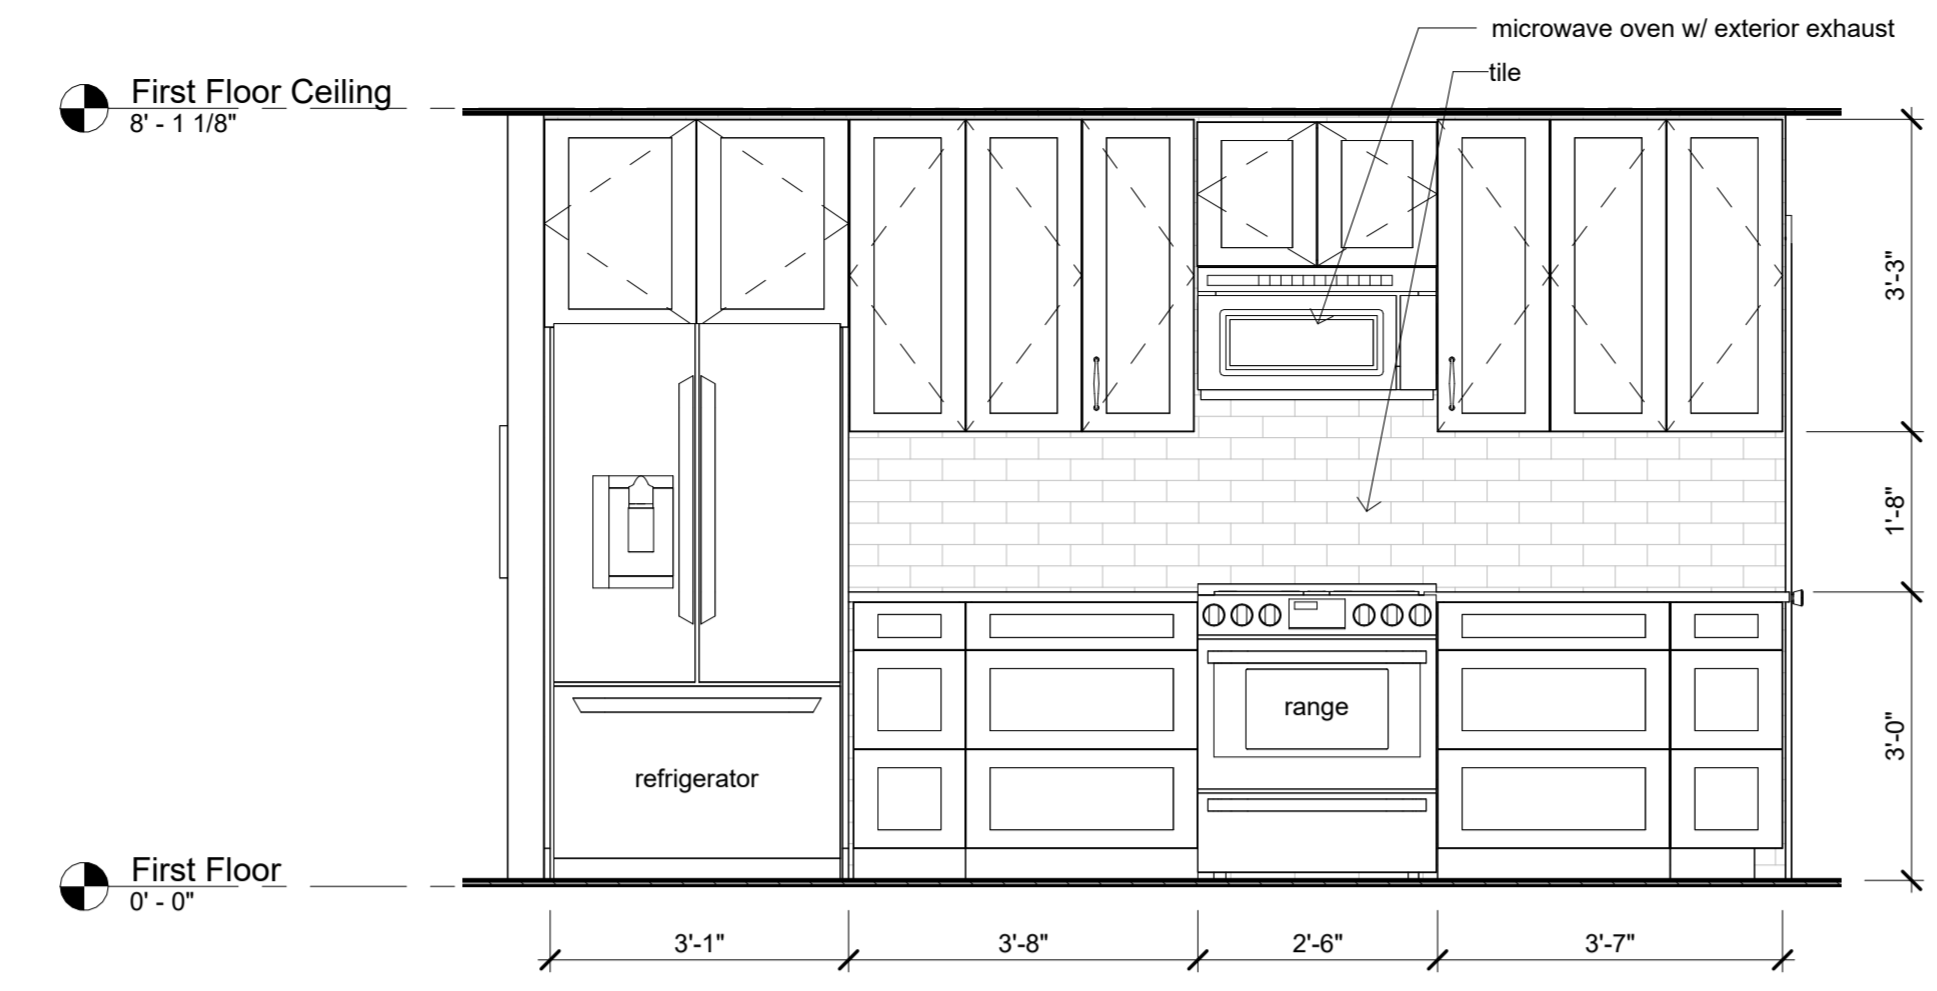 microwave oven w/ exterior exhaust
tile
First Floor Ceiling
8' - 1 1/8"
3'-3"
1'-8"
range
3'-0"
refrigerator
First Floor
0' - 0"
3'-1"
3'-8"
2'-6"
3'-7"